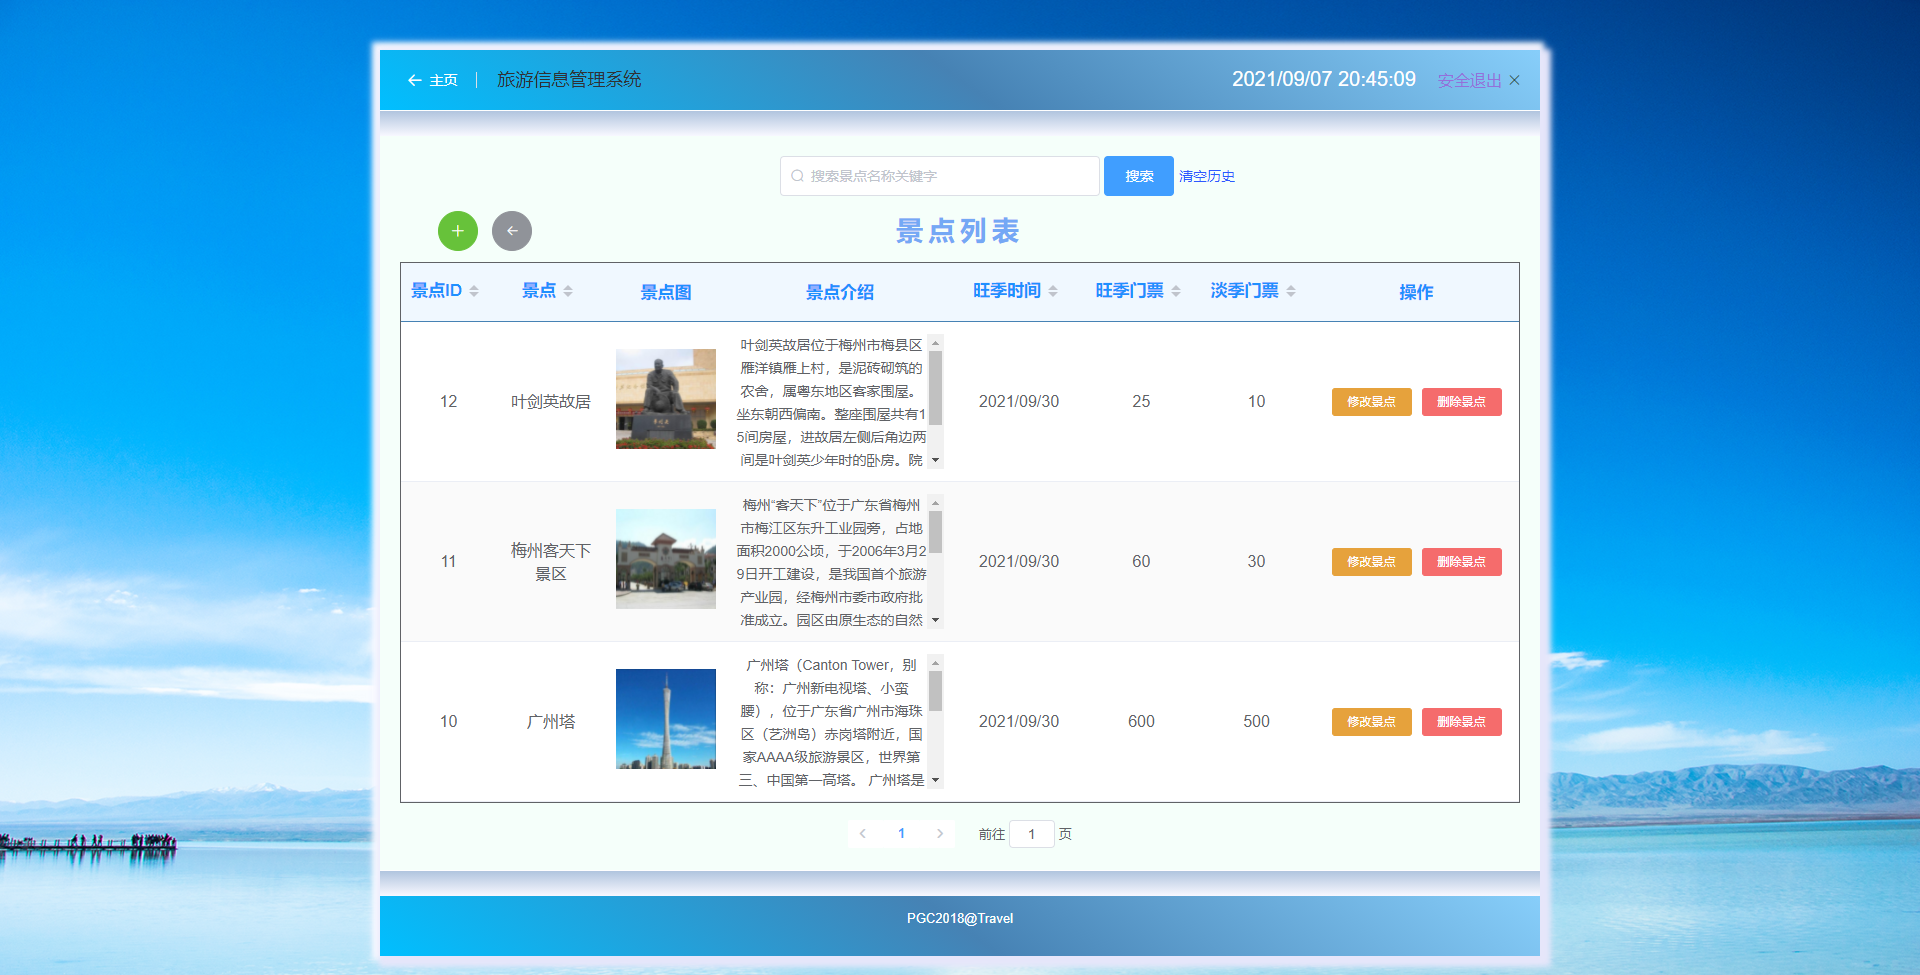 主页 旅游信息管理系统 2021/09/07 20:45:09 安全退出
搜索景点名称关键字 搜索 清空历史
景点列表
景点ID 景点 景点图 景点介绍 旺季时间 旺季门票 淡季门票 操作
叶剑英故居位于梅州市梅县区
雁洋镇雁上村，是泥砖砌筑的
农舍，属粤东地区客家围屋。
坐东朝西偏南。整座围屋共有1
5间房屋，进故居左侧后角边两
间是叶剑英少年时的卧房。院
12 叶剑英故居 2021/09/30 25 10 修改景点 删除景点
梅州“客天下”位于广东省梅州
市梅江区东升工业园旁，占地
面积2000公顷，于2006年3月2
9日开工建设，是我国首个旅游
产业园，经梅州市委市政府批
准成立。园区由原生态的自然
11 梅州客天下 2021/09/30 60 30 修改景点 删除景点
景区
广州塔（Canton Tower，别
称：广州新电视塔、小蛮
腰），位于广东省广州市海珠
区（艺洲岛）赤岗塔附近，国
家AAAA级旅游景区，世界第
三、中国第一高塔。 广州塔是
10 广州塔 2021/09/30 600 500 修改景点 删除景点
1 前往 1 页
PGC2018@Travel